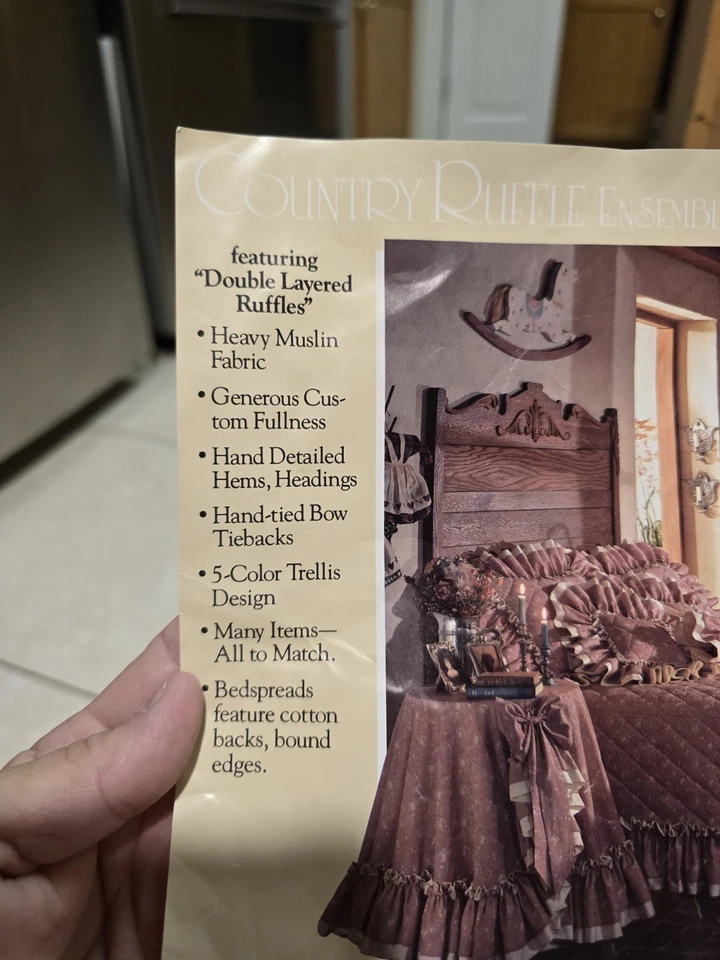 COUNTRY RUFFLE ENSEMBL
featuring
“Double Layered
Ruffles”
• Heavy Muslin
Fabric
• Generous Cus-
tom Fullness
• Hand Detailed
Hems, Headings
• Hand-tied Bow
Tiebacks
• 5-Color Trellis
Design
• Many Items—
All to Match.
• Bedspreads
feature cotton
backs, bound
edges.